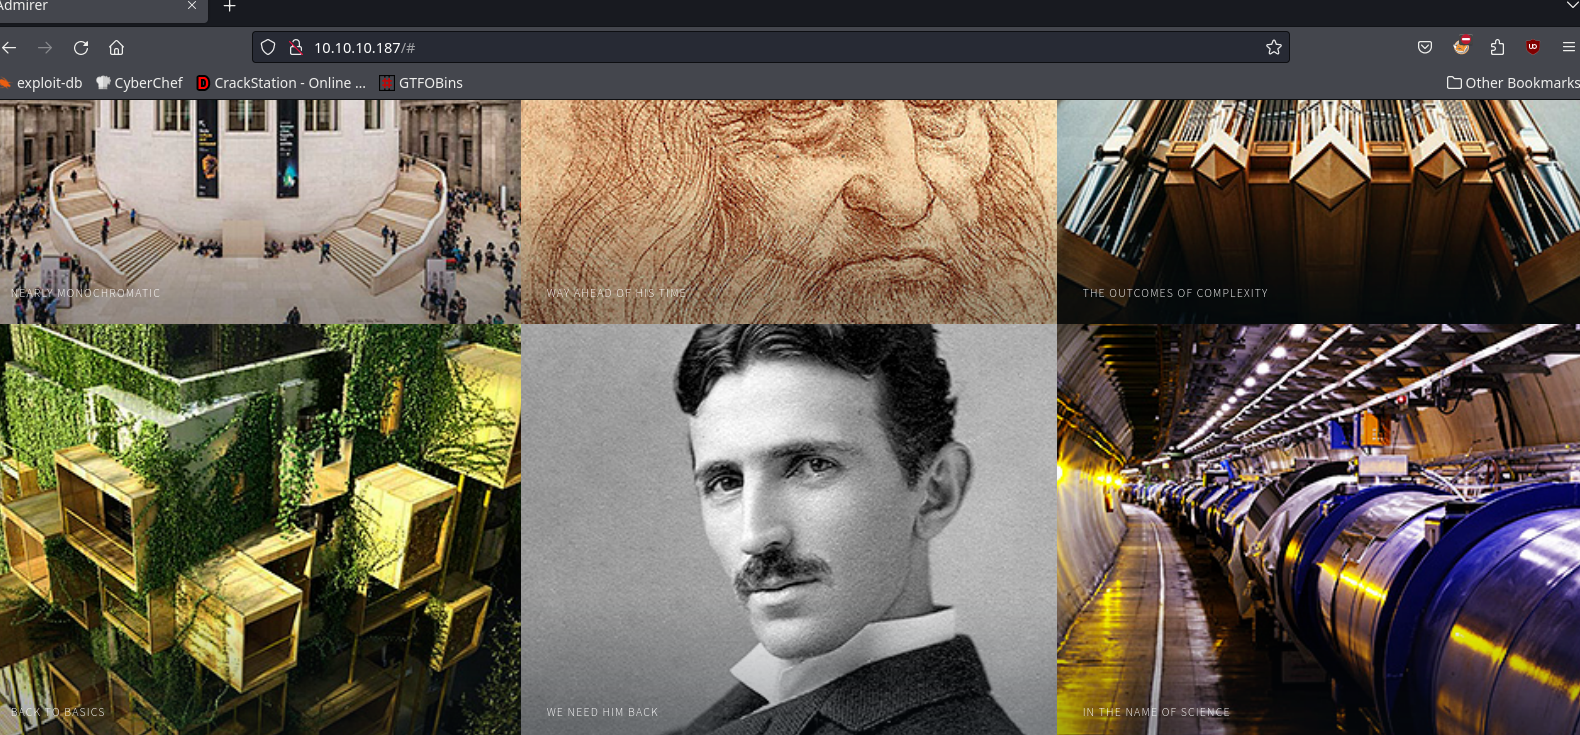 Admirer
10.10.10.187/#
exploit-db CyberChef CrackStation - Online ... GTFOBins Other Bookmarks
NEARLY MONOCHROMATIC WAY AHEAD OF HIS TIME THE OUTCOMES OF COMPLEXITY
BACK TO BASICS WE NEED HIM BACK IN THE NAME OF SCIENCE